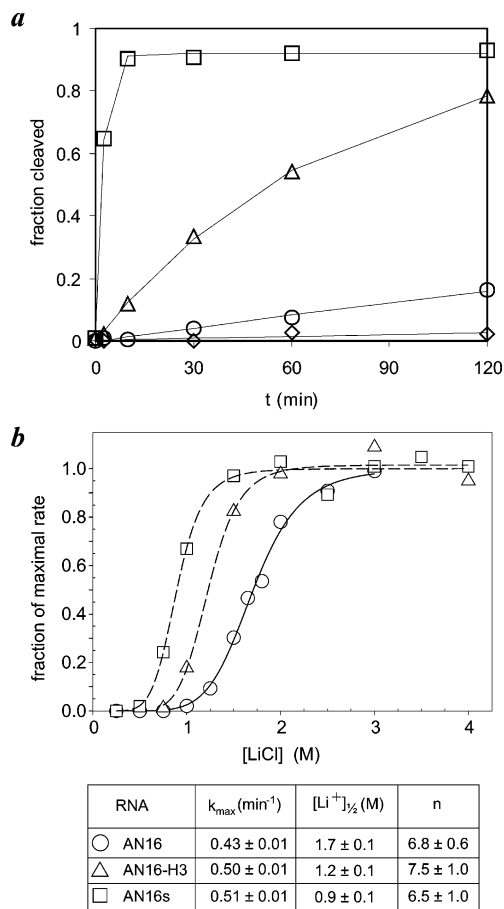 a
1
0.8
0.6
0.4
0.2
0
fraction cleaved
0 30 60 90 120
t (min)
b
1.0
0.8
0.6
0.4
0.2
0.0
fraction of maximal rate
0 1 2 3 4
[LiCl] (M)
RNA k_max (min⁻¹) [Li⁺]½ (M) n
AN16 0.43 ± 0.01 1.7 ± 0.1 6.8 ± 0.6
AN16-H3 0.50 ± 0.01 1.2 ± 0.1 7.5 ± 1.0
AN16s 0.51 ± 0.01 0.9 ± 0.1 6.5 ± 1.0